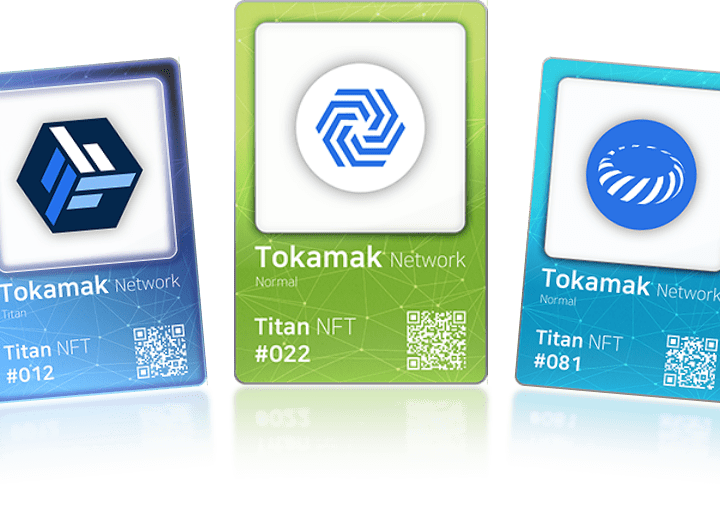 Tokamak Network
Titan
Titan NFT
#012
Tokamak Network
Normal
Titan NFT
#022
Tokamak Network
Normal
Titan NFT
#081